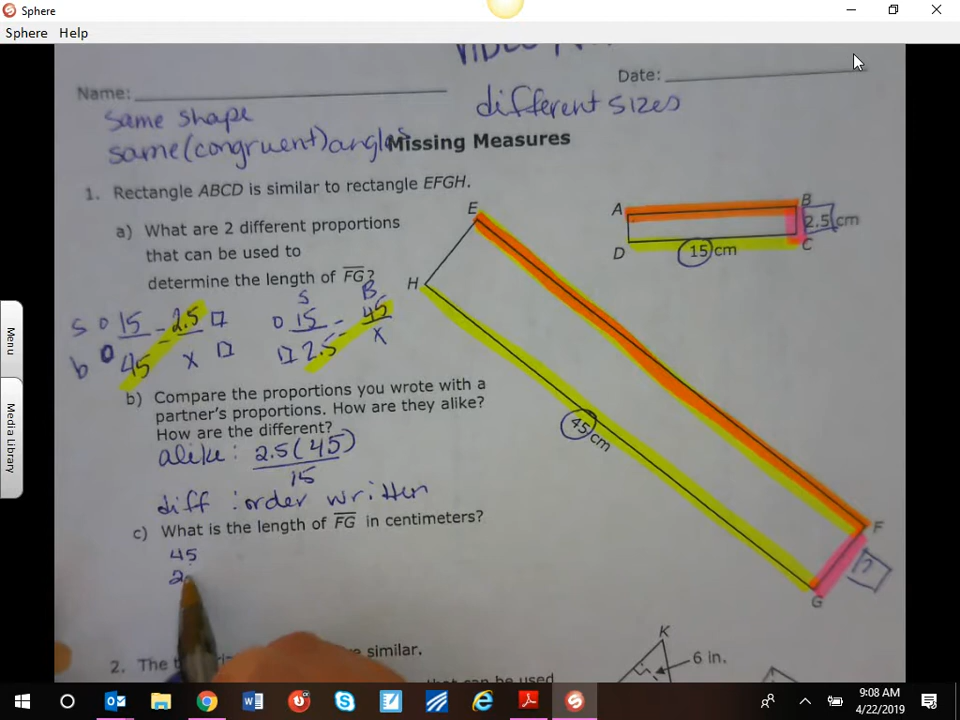 Sphere
Sphere Help
Menu
Media Library
Name:
Date:
same shape
different sizes
same(congruent)angles
Missing Measures
1. Rectangle ABCD is similar to rectangle EFGH.
a) What are 2 different proportions
that can be used to
determine the length of FG?
S 15 = 2.5
b 45 x
S B
15 = 45
2.5 x
b) Compare the proportions you wrote with a
partner's proportions. How are they alike?
How are the different?
alike: 2.5(45)
15
diff : order written
c) What is the length of FG in centimeters?
45
2.
A
B
2.5 cm
D
15 cm
C
E
H
45 cm
F
?
G
2. The
e similar.
K
6 in.
be used
9:08 AM
4/22/2019